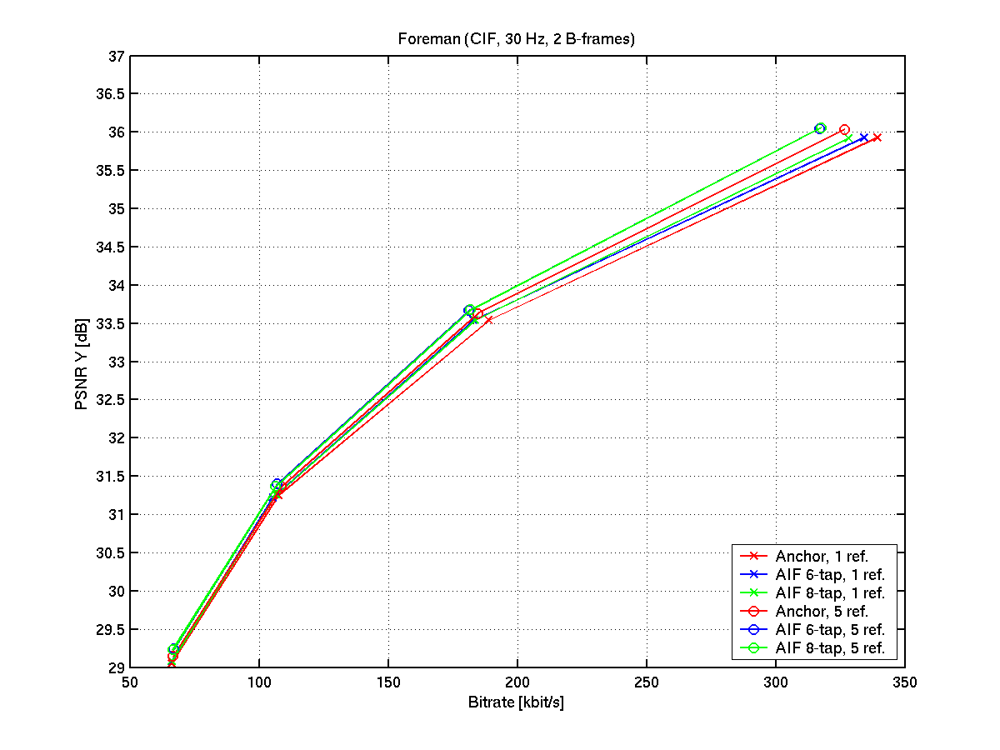 Foreman (CIF, 30 Hz, 2 B-frames)
37
36.5
36
35.5
35
34.5
34
33.5
33
32.5
32
31.5
31
30.5
30
29.5
29
PSNR Y [dB]
50 100 150 200 250 300 350
Bitrate [kbit/s]
Anchor, 1 ref.
AIF 6-tap, 1 ref.
AIF 8-tap, 1 ref.
Anchor, 5 ref.
AIF 6-tap, 5 ref.
AIF 8-tap, 5 ref.